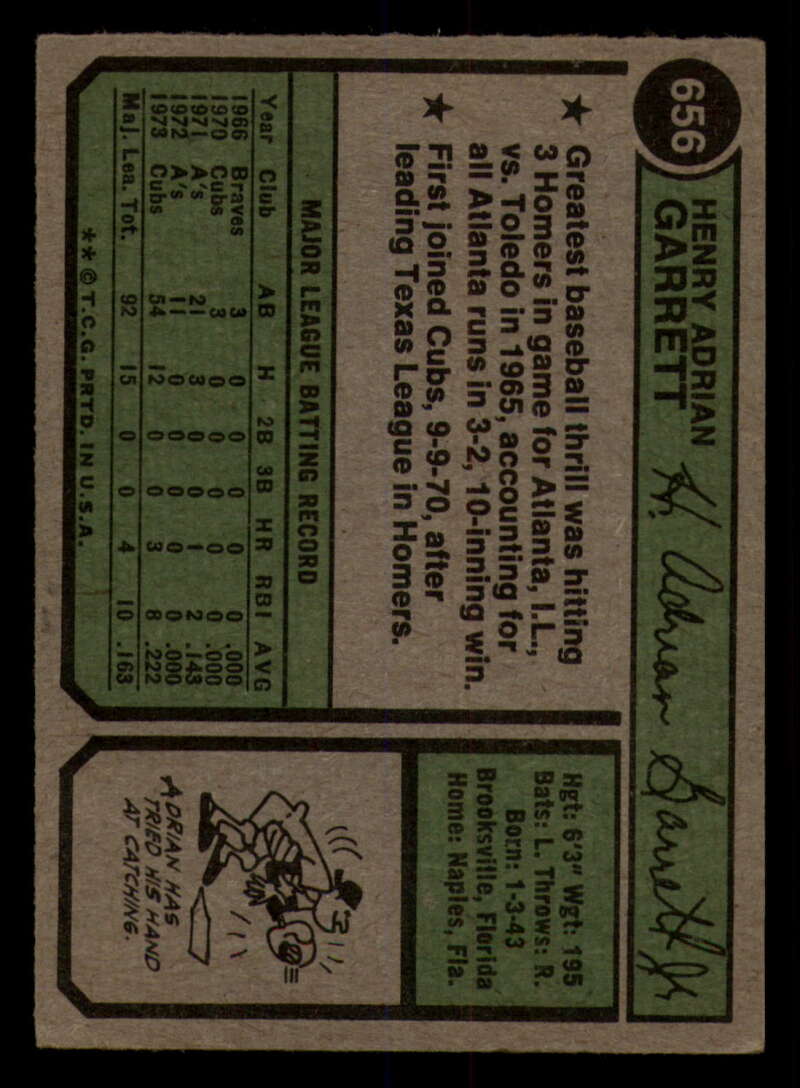 656
HENRY ADRIAN
GARRETT
H. Adrian Garrett Jr
★ Greatest baseball thrill was hitting
3 Homers in game for Atlanta, I.L.,
vs. Toledo in 1965, accounting for
all Atlanta runs in 3-2, 10-inning win.
★ First joined Cubs, 9-9-70, after
leading Texas League in Homers.
MAJOR LEAGUE BATTING RECORD
Year Club AB H 2B 3B HR RBI AVG
1966 Braves 3 0 0 0 0 0 .000
1970 Cubs 3 0 0 0 0 0 .000
1971 A's 21 3 0 0 1 2 .143
1972 A's 11 0 0 0 0 0 .000
1973 Cubs 54 12 0 0 3 8 .222
Maj. Lea. Tot. 92 15 0 0 4 10 .163
**©T.C.G. PRTD. IN U.S.A.
Hgt: 6'3" Wgt: 195
Bats: L. Throws: R.
Born: 1-3-43
Brooksville, Florida
Home: Naples, Fla.
ADRIAN HAS
TRIED HIS HAND
AT CATCHING.